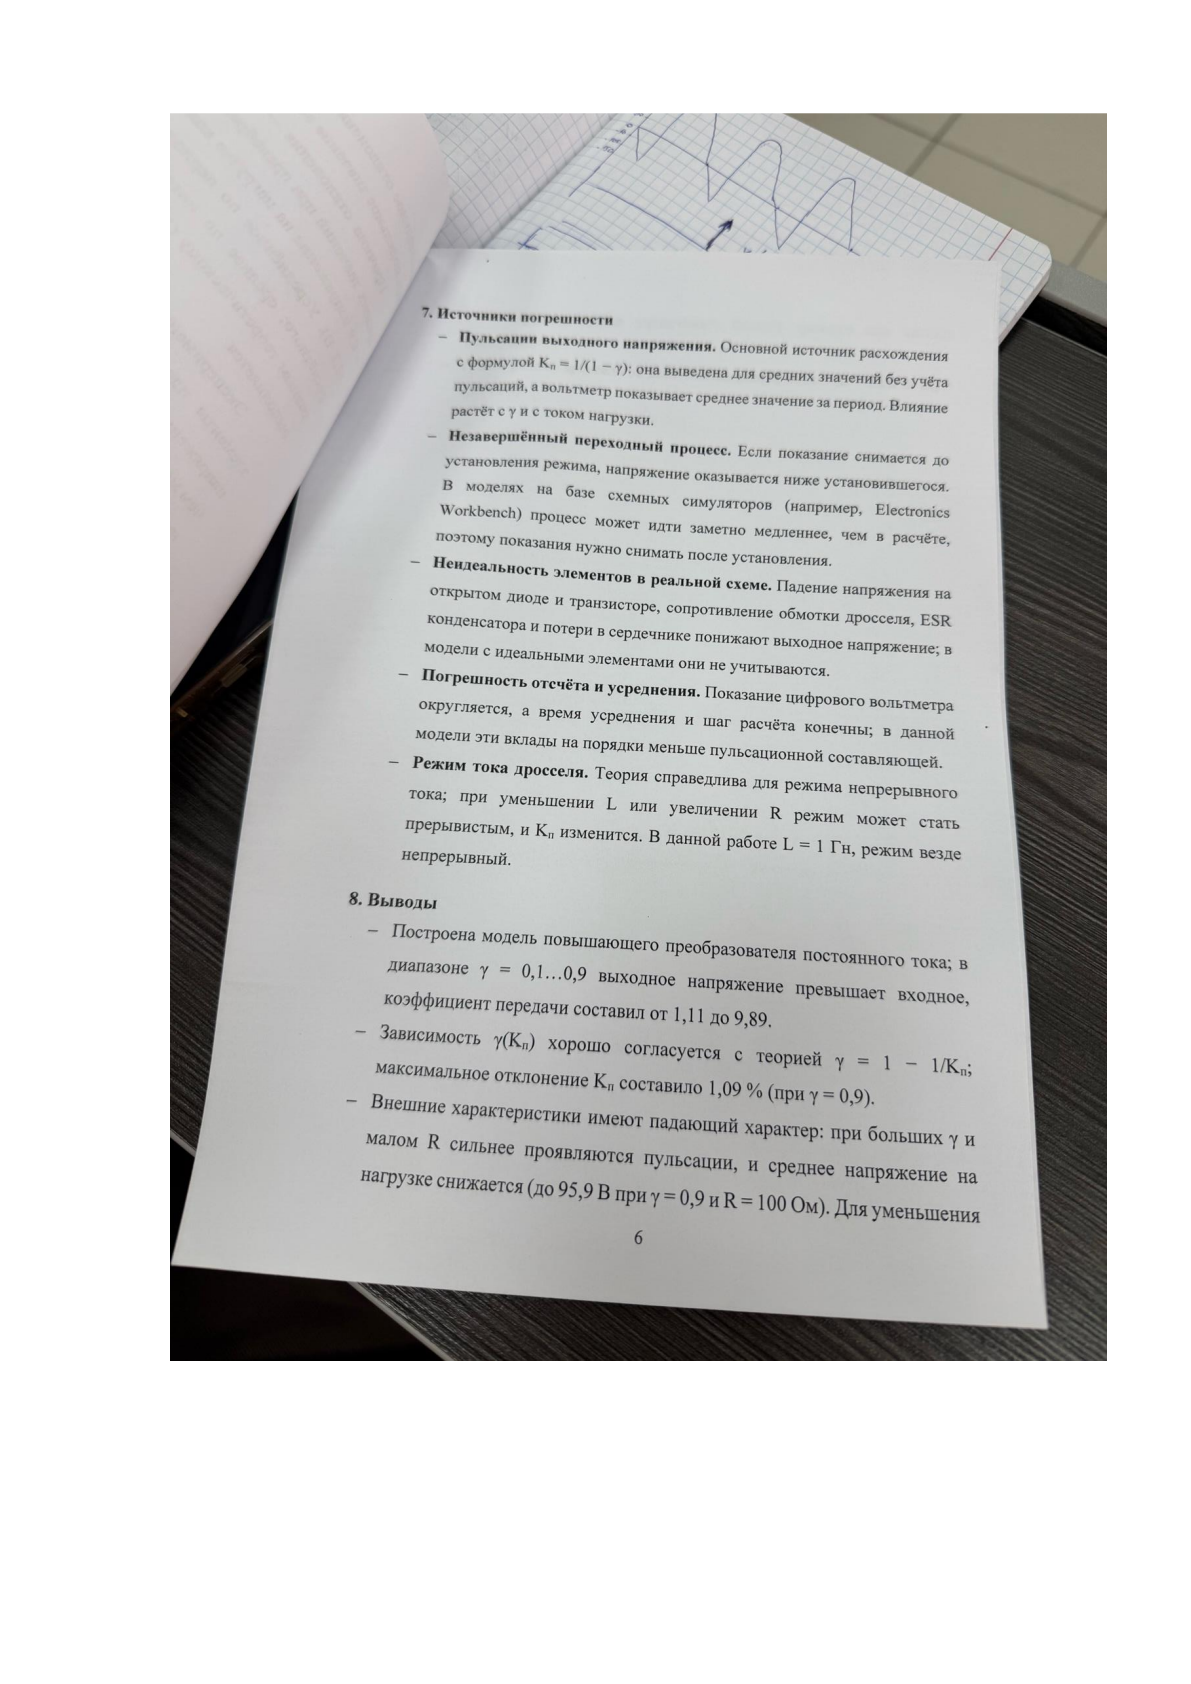 7. Источники погрешности
– Пульсации выходного напряжения. Основной источник расхождения
с формулой Kп = 1/(1 − γ): она выведена для средних значений без учёта
пульсаций, а вольтметр показывает среднее значение за период. Влияние
растёт с γ и с током нагрузки.
– Незавершённый переходный процесс. Если показание снимается до
установления режима, напряжение оказывается ниже установившегося.
В моделях на базе схемных симуляторов (например, Electronics
Workbench) процесс может идти заметно медленнее, чем в расчёте,
поэтому показания нужно снимать после установления.
– Неидеальность элементов в реальной схеме. Падение напряжения на
открытом диоде и транзисторе, сопротивление обмотки дросселя, ESR
конденсатора и потери в сердечнике понижают выходное напряжение; в
модели с идеальными элементами они не учитываются.
– Погрешность отсчёта и усреднения. Показание цифрового вольтметра
округляется, а время усреднения и шаг расчёта конечны; в данной
модели эти вклады на порядки меньше пульсационной составляющей.
– Режим тока дросселя. Теория справедлива для режима непрерывного
тока; при уменьшении L или увеличении R режим может стать
прерывистым, и Kп изменится. В данной работе L = 1 Гн, режим везде
непрерывный.
8. Выводы
– Построена модель повышающего преобразователя постоянного тока; в
диапазоне γ = 0,1…0,9 выходное напряжение превышает входное,
коэффициент передачи составил от 1,11 до 9,89.
– Зависимость γ(Kп) хорошо согласуется с теорией γ = 1 − 1/Kп;
максимальное отклонение Kп составило 1,09 % (при γ = 0,9).
– Внешние характеристики имеют падающий характер: при больших γ и
малом R сильнее проявляются пульсации, и среднее напряжение на
нагрузке снижается (до 95,9 В при γ = 0,9 и R = 100 Ом). Для уменьшения
6